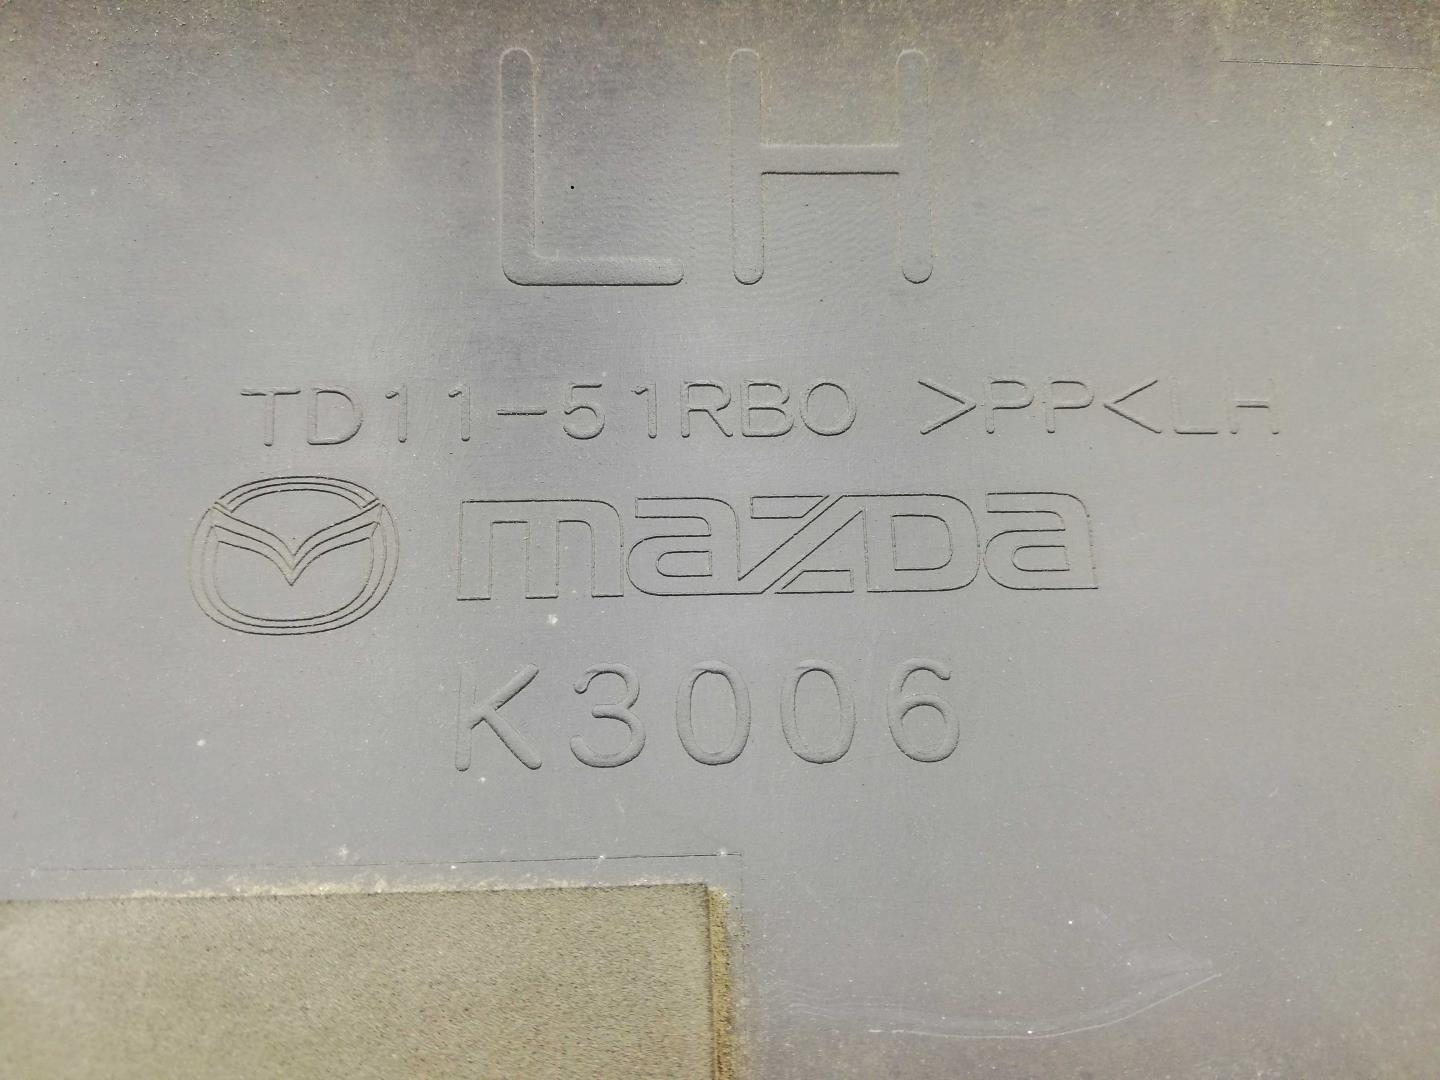 LH
TD11-51RB0 >PP<LH
mazda
K3006